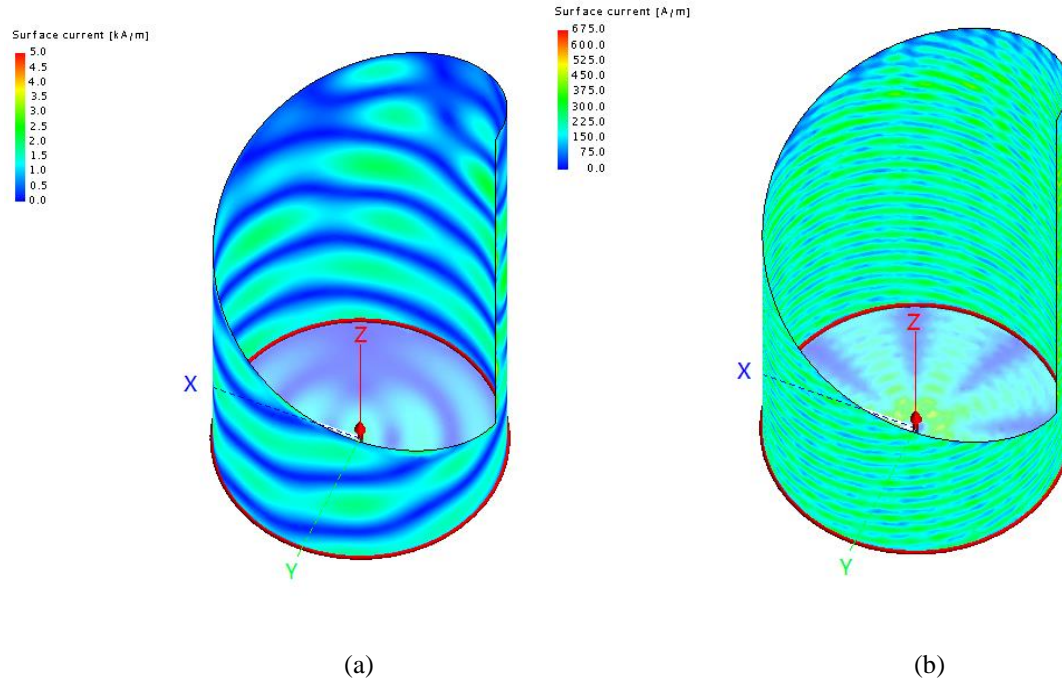 Surface current [kA/m]
5.0
4.5
4.0
3.5
3.0
2.5
2.0
1.5
1.0
0.5
0.0
X
Z
Y
(a)
Surface current [A/m]
675.0
600.0
525.0
450.0
375.0
300.0
225.0
150.0
75.0
0.0
X
Z
Y
(b)